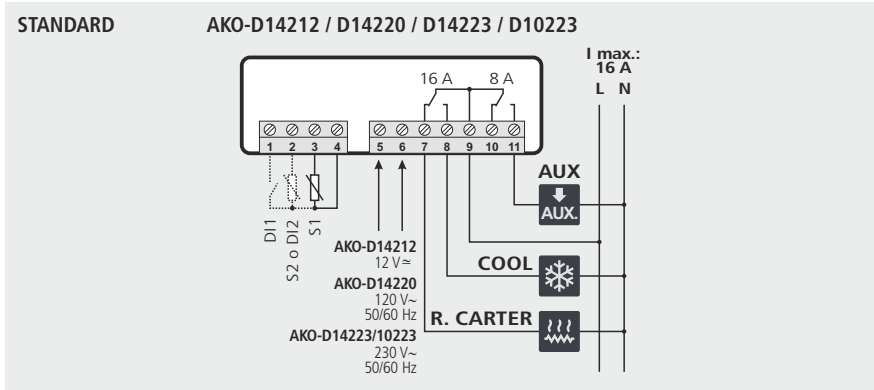 STANDARD AKO-D14212 / D14220 / D14223 / D10223
I max.:
16 A
L N
16 A 8 A
1 2 3 4 5 6 7 8 9 10 11
DI1
S2 o DI2
S1
AUX
AUX.
AKO-D14212
12 V≂
COOL
AKO-D14220
120 V~
50/60 Hz
R. CARTER
AKO-D14223/10223
230 V~
50/60 Hz